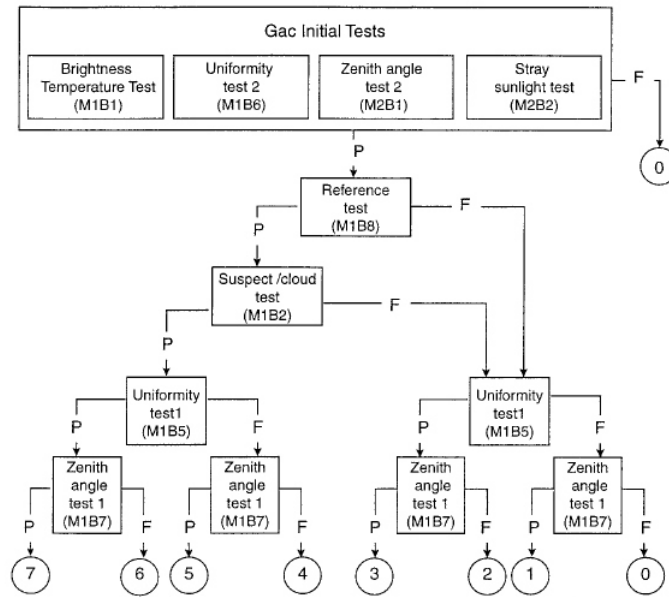 Gac Initial Tests
Brightness
Temperature Test
(M1B1)
Uniformity
test 2
(M1B6)
Zenith angle
test 2
(M2B1)
Stray
sunlight test
(M2B2)
F
0
P
Reference
test
(M1B8)
P
F
Suspect /cloud
test
(M1B2)
F
P
Uniformity
test1
(M1B5)
P
F
Uniformity
test1
(M1B5)
P
F
Zenith
angle
test 1
(M1B7)
Zenith
angle
test 1
(M1B7)
Zenith
angle
test 1
(M1B7)
Zenith
angle
test 1
(M1B7)
P
F
P
F
P
F
P
F
7
6
5
4
3
2
1
0